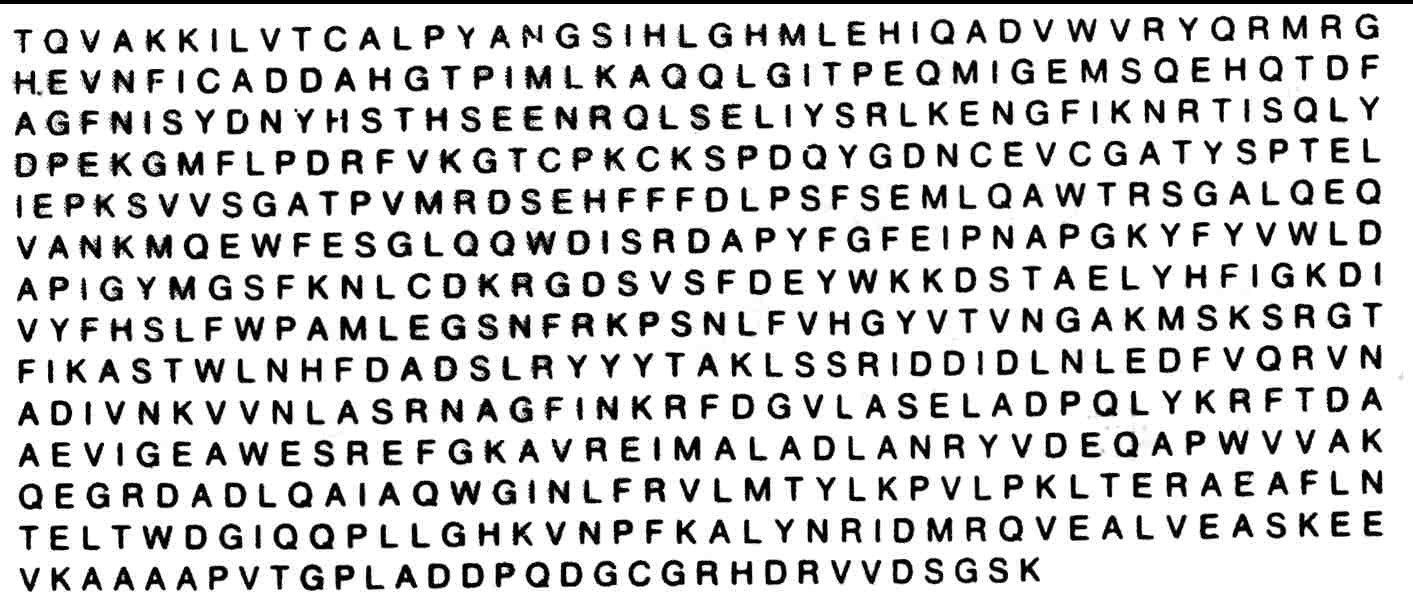 TQVAKKILVTCALPYANGSIHLGHMLEHIQADVWVRYQRMRG
HEVNFICADDAHGTPIMLKAQQLGITPEQMIGEMSQEHQTDF
AGFNISYDNYHSTHSEENRQLSELIYSRLKENGFIKNRTISQLY
DPEKGMFLPDRFVKGTCPKCKSPDQYGDNCEVCGATYSPTEL
IEPKSVVSGATPVMRDSEHFFFDLPSFSEMLQAWTRSGALQEQ
VANKMQEWFESGLQQWDISRDAPYFGFEIPNAPGKYFYVWLD
APIGYMGSFKNLCDKRGDSVSFDEYWKKDSTAELYHFIGKDI
VYFHSLFWPAMLEGSNFRKPSNLFVHGYVTVNGAKMSKSRGT
FIKASTWLNHFDADSLRYYYTAKLSSRIDDIDLNLEDFVQRVN
ADIVNKVVNLASRNAGFINKRFDGVLASELADPQLYKRFTDA
AEVIGEAWESREFGKAVREIMALADLANRYVDEQAPWVVAK
QEGRDADLQAIAQWGINLFRVLMTYLKPVLPKLTERAEAFLN
TELTWDGIQQPLLGHKVNPFKALYNRIDMRQVEALVEASKEE
VKAAAAPVTGPLADDPQDGCGRHDRVVDSGSK